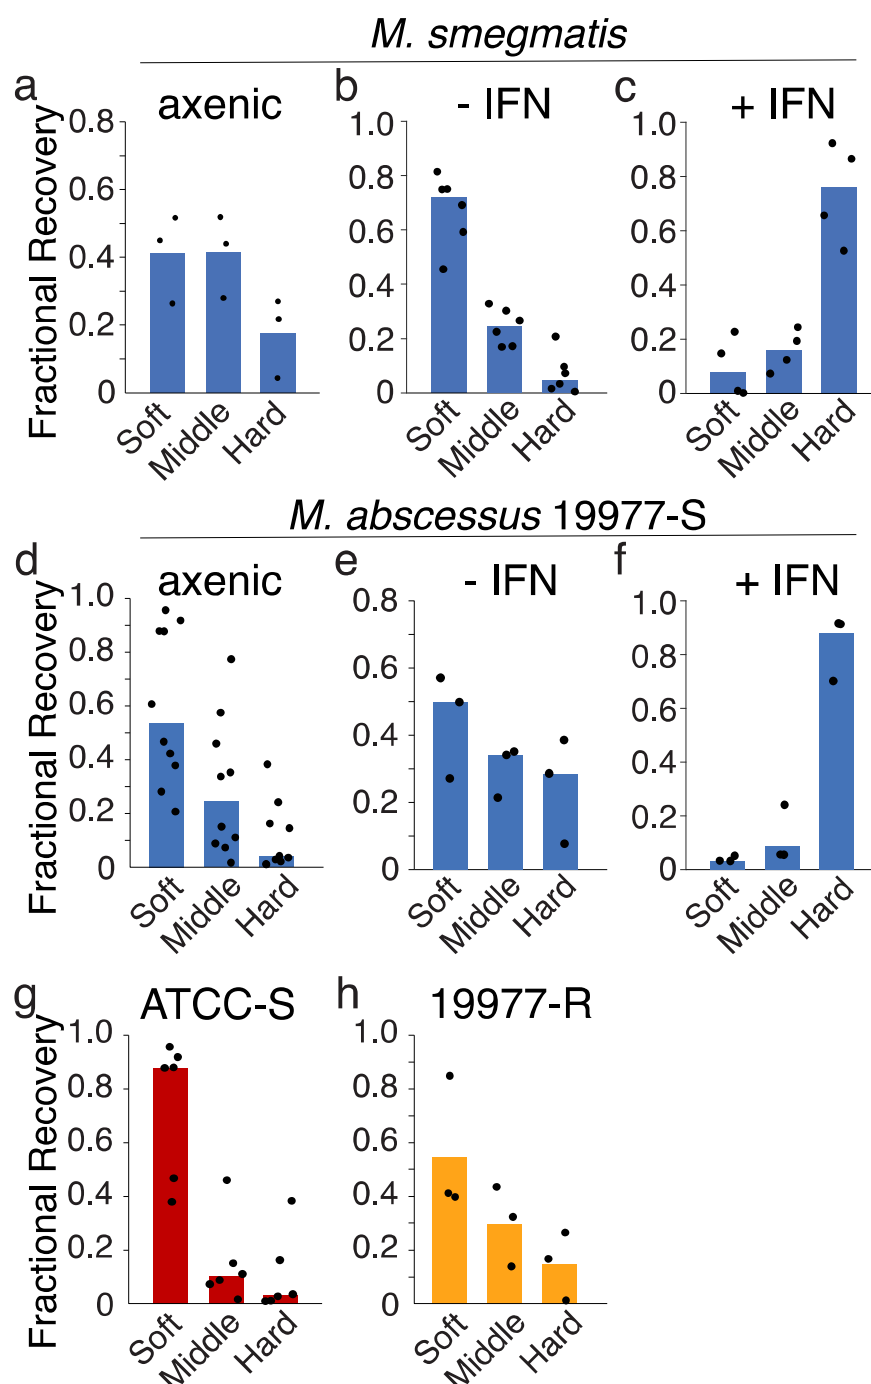 M. smegmatis
a axenic b - IFN c + IFN
Fractional Recovery
0.8
0.6
0.4
0.2
0
Soft Middle Hard
1.0
0.8
0.6
0.4
0.2
0
Soft Middle Hard
1.0
0.8
0.6
0.4
0.2
0
Soft Middle Hard
M. abscessus 19977-S
d axenic e - IFN f + IFN
Fractional Recovery
1.0
0.8
0.6
0.4
0.2
0
Soft Middle Hard
0.8
0.6
0.4
0.2
0
Soft Middle Hard
1.0
0.8
0.6
0.4
0.2
0
Soft Middle Hard
g ATCC-S h 19977-R
Fractional Recovery
1.0
0.8
0.6
0.4
0.2
0
Soft Middle Hard
1.0
0.8
0.6
0.4
0.2
0
Soft Middle Hard